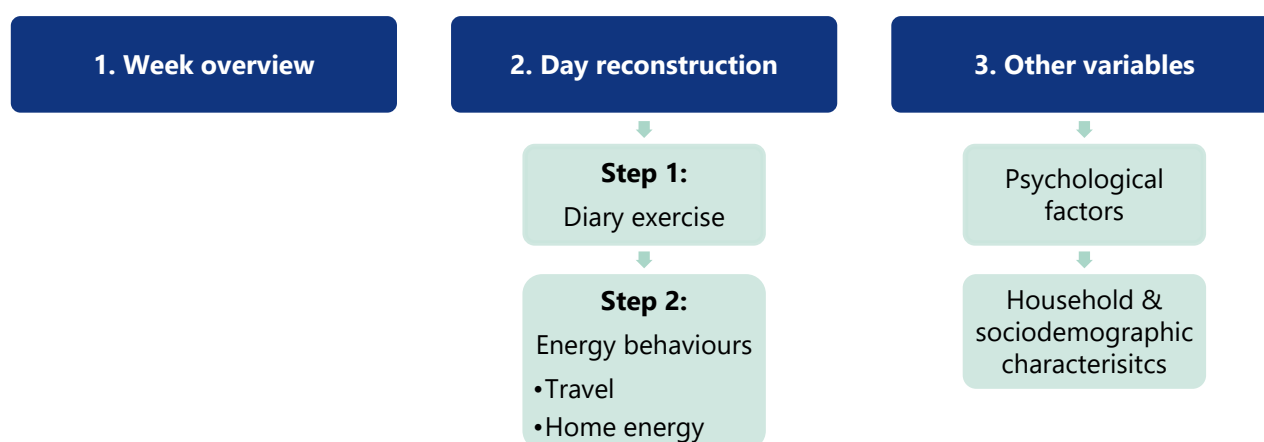 1. Week overview
2. Day reconstruction
Step 1:
Diary exercise
Step 2:
Energy behaviours
•Travel
•Home energy
3. Other variables
Psychological
factors
Household &
sociodemographic
characterisitcs